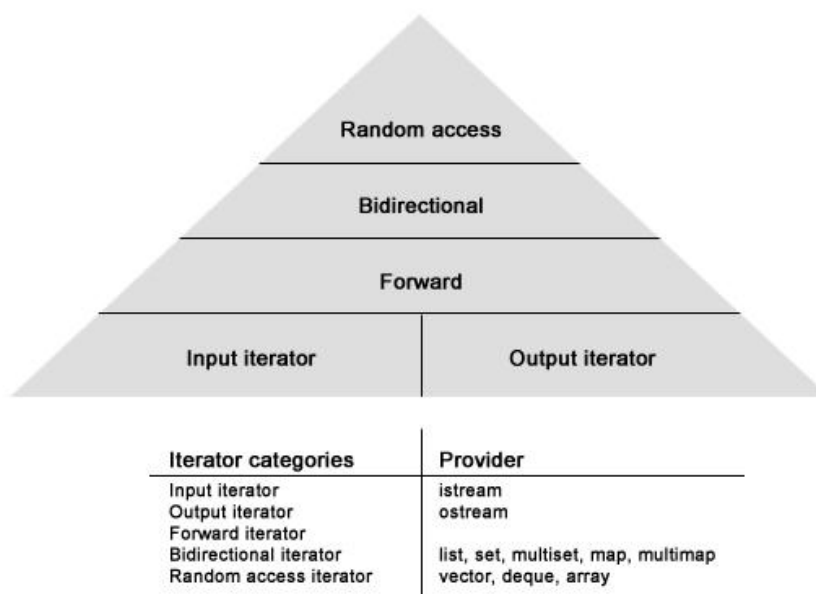 Random access
Bidirectional
Forward
Input iterator Output iterator
Iterator categories Provider
Input iterator istream
Output iterator ostream
Forward iterator
Bidirectional iterator list, set, multiset, map, multimap
Random access iterator vector, deque, array